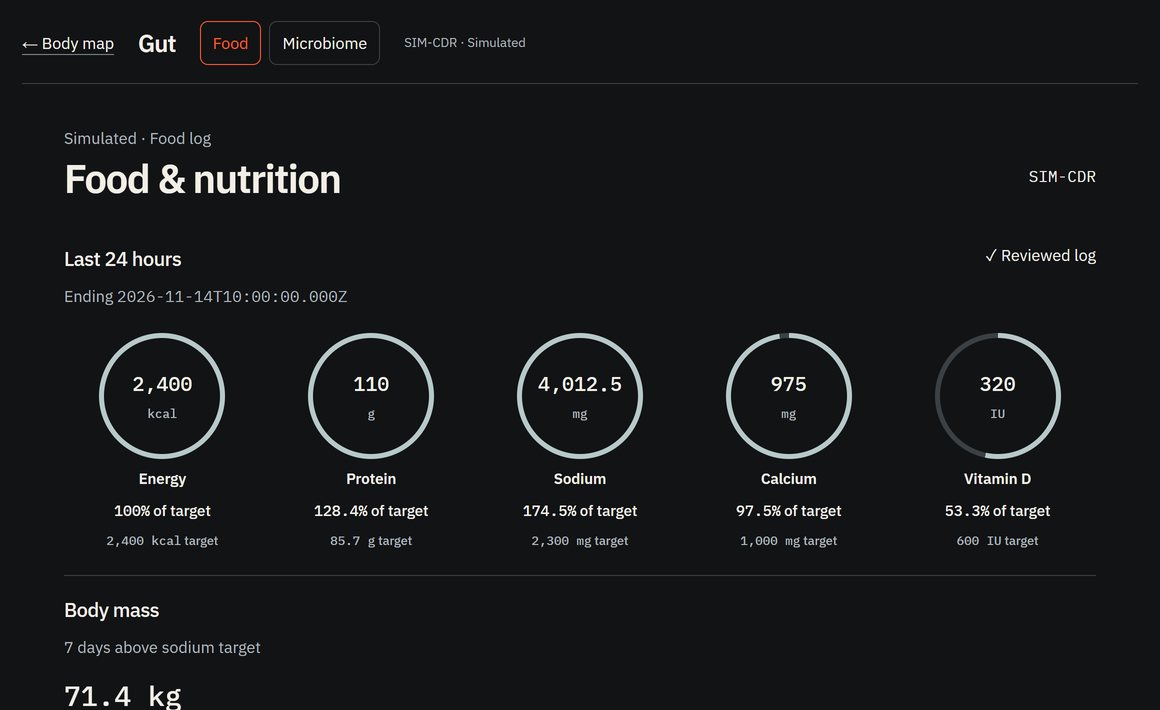 ← Body map Gut Food Microbiome SIM-CDR · Simulated
Simulated · Food log
Food & nutrition
SIM-CDR
Last 24 hours
✓ Reviewed log
Ending 2026-11-14T10:00:00.000Z
2,400 110 4,012.5 975 320
kcal g mg mg IU
Energy Protein Sodium Calcium Vitamin D
100% of target 128.4% of target 174.5% of target 97.5% of target 53.3% of target
2,400 kcal target 85.7 g target 2,300 mg target 1,000 mg target 600 IU target
Body mass
7 days above sodium target
71.4 kg